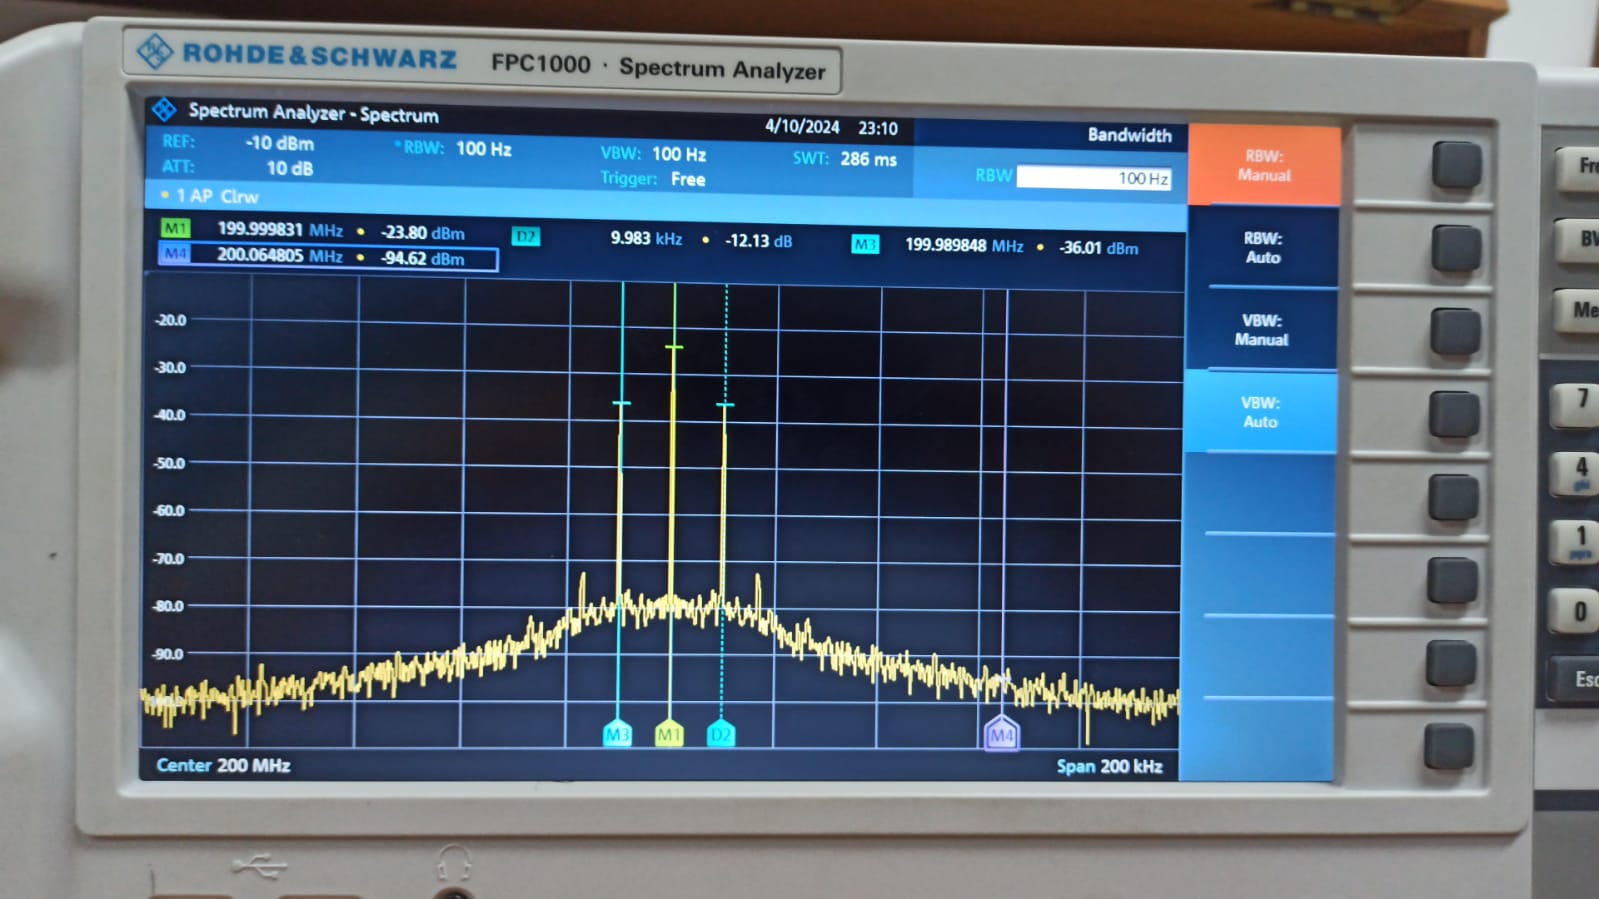 ROHDE & SCHWARZ FPC1000 · Spectrum Analyzer
Spectrum Analyzer - Spectrum
4/10/2024 23:10
Bandwidth
REF: -10 dBm RBW: 100 Hz VBW: 100 Hz SWT: 286 ms
ATT: 10 dB Trigger: Free
RBW 100 Hz
1 AP Clrw
M1 199.999831 MHz • -23.80 dBm D2 9.983 kHz • -12.13 dB M3 199.989848 MHz • -36.01 dBm
M4 200.064805 MHz • -94.62 dBm
-20.0
-30.0
-40.0
-50.0
-60.0
-70.0
-80.0
-90.0
M3 M1 D2 M4
Center 200 MHz Span 200 kHz
RBW:
Manual
RBW:
Auto
VBW:
Manual
VBW:
Auto
Fre
BV
Me
7
4
ghi
1
0
Esc